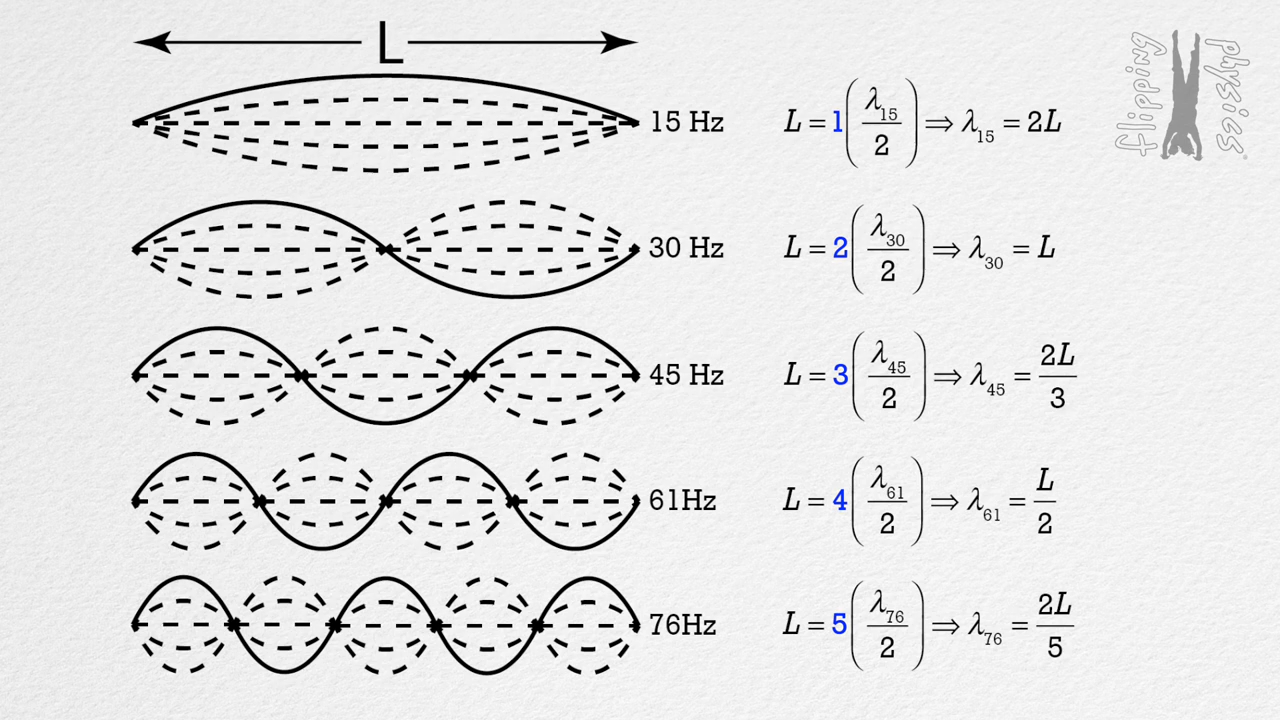 L
flipping physics®
15 Hz L = 1(λ₁₅/2) ⇒ λ₁₅ = 2L
30 Hz L = 2(λ₃₀/2) ⇒ λ₃₀ = L
45 Hz L = 3(λ₄₅/2) ⇒ λ₄₅ = 2L/3
61Hz L = 4(λ₆₁/2) ⇒ λ₆₁ = L/2
76Hz L = 5(λ₇₆/2) ⇒ λ₇₆ = 2L/5